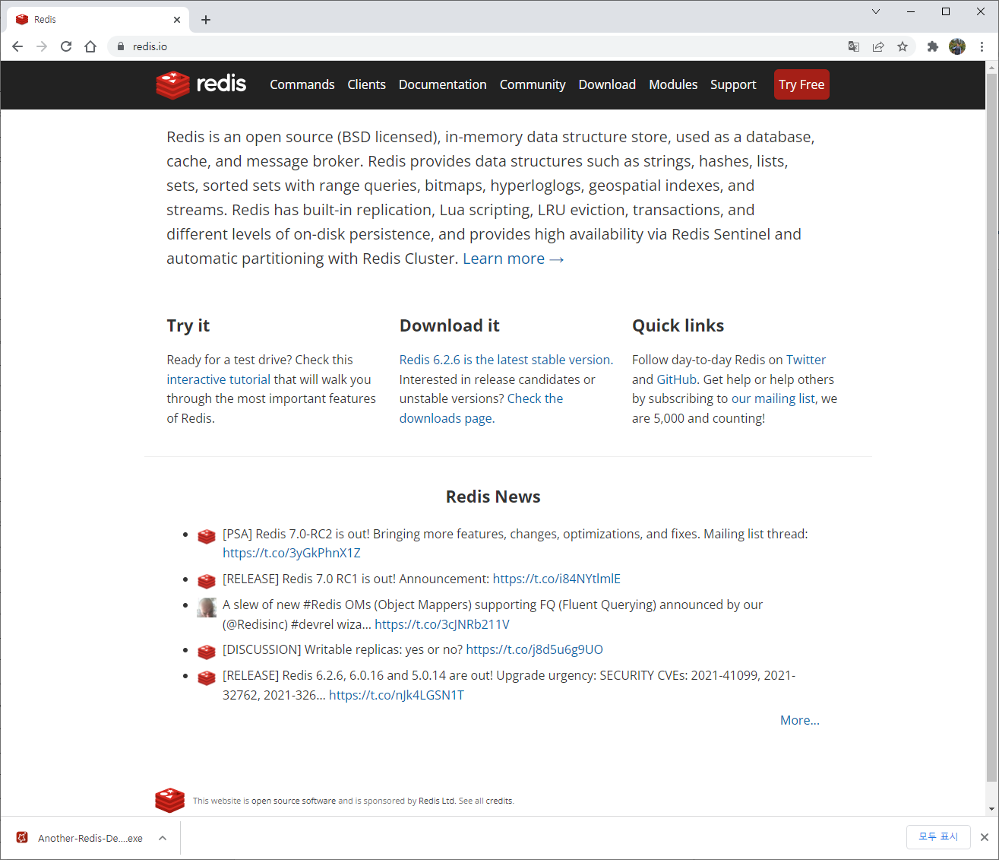 Redis
redis.io
redis
Commands Clients Documentation Community Download Modules Support Try Free
Redis is an open source (BSD licensed), in-memory data structure store, used as a database,
cache, and message broker. Redis provides data structures such as strings, hashes, lists,
sets, sorted sets with range queries, bitmaps, hyperloglogs, geospatial indexes, and
streams. Redis has built-in replication, Lua scripting, LRU eviction, transactions, and
different levels of on-disk persistence, and provides high availability via Redis Sentinel and
automatic partitioning with Redis Cluster. Learn more →
Try it
Ready for a test drive? Check this
interactive tutorial that will walk you
through the most important features
of Redis.
Download it
Redis 6.2.6 is the latest stable version.
Interested in release candidates or
unstable versions? Check the
downloads page.
Quick links
Follow day-to-day Redis on Twitter
and GitHub. Get help or help others
by subscribing to our mailing list, we
are 5,000 and counting!
Redis News
[PSA] Redis 7.0-RC2 is out! Bringing more features, changes, optimizations, and fixes. Mailing list thread:
https://t.co/3yGkPhnX1Z
[RELEASE] Redis 7.0 RC1 is out! Announcement: https://t.co/i84NYtlmlE
A slew of new #Redis OMs (Object Mappers) supporting FQ (Fluent Querying) announced by our
(@Redisinc) #devrel wiza... https://t.co/3cJNRb211V
[DISCUSSION] Writable replicas: yes or no? https://t.co/j8d5u6g9UO
[RELEASE] Redis 6.2.6, 6.0.16 and 5.0.14 are out! Upgrade urgency: SECURITY CVEs: 2021-41099, 2021-
32762, 2021-326... https://t.co/nJk4LGSN1T
More...
This website is open source software and is sponsored by Redis Ltd. See all credits.
Another-Redis-De....exe
모두 표시